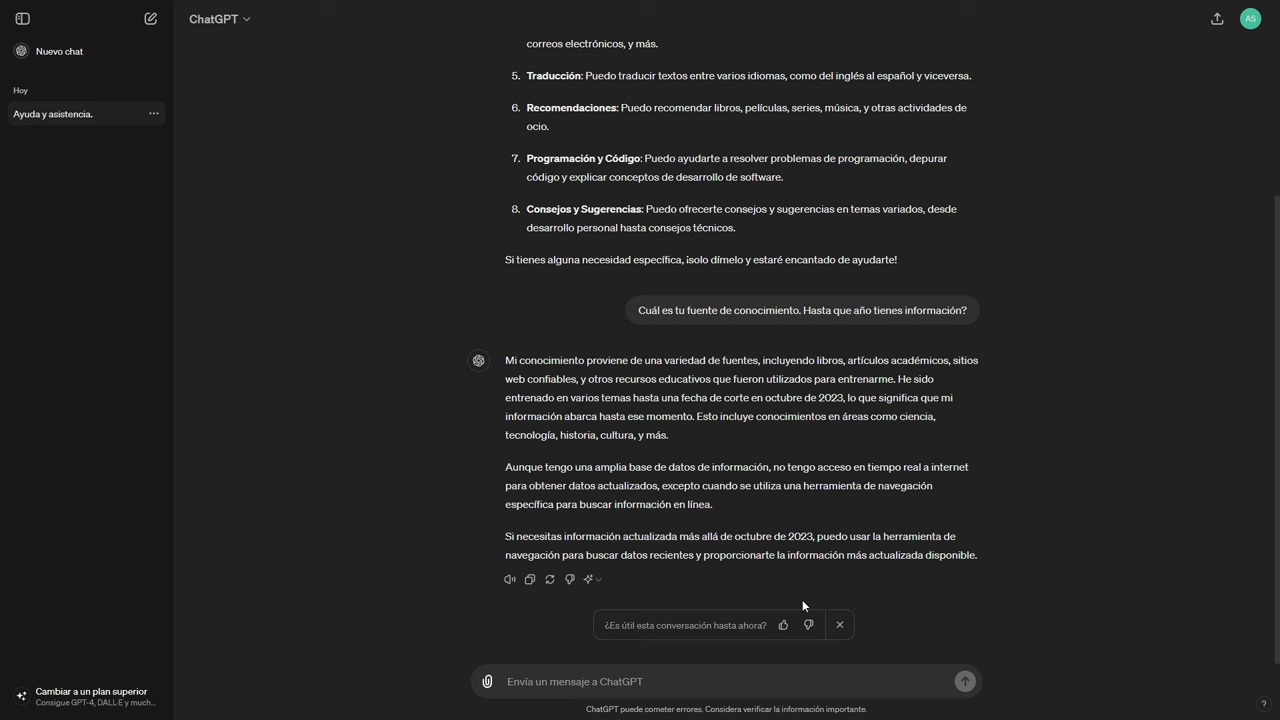 ChatGPT
AS
Nuevo chat
Hoy
Ayuda y asistencia.
correos electrónicos, y más.
5. Traducción: Puedo traducir textos entre varios idiomas, como del inglés al español y viceversa.
6. Recomendaciones: Puedo recomendar libros, películas, series, música, y otras actividades de
ocio.
7. Programación y Código: Puedo ayudarte a resolver problemas de programación, depurar
código y explicar conceptos de desarrollo de software.
8. Consejos y Sugerencias: Puedo ofrecerte consejos y sugerencias en temas variados, desde
desarrollo personal hasta consejos técnicos.
Si tienes alguna necesidad específica, ¡solo dímelo y estaré encantado de ayudarte!
Cuál es tu fuente de conocimiento. Hasta que año tienes información?
Mi conocimiento proviene de una variedad de fuentes, incluyendo libros, artículos académicos, sitios
web confiables, y otros recursos educativos que fueron utilizados para entrenarme. He sido
entrenado en varios temas hasta una fecha de corte en octubre de 2023, lo que significa que mi
información abarca hasta ese momento. Esto incluye conocimientos en áreas como ciencia,
tecnología, historia, cultura, y más.
Aunque tengo una amplia base de datos de información, no tengo acceso en tiempo real a internet
para obtener datos actualizados, excepto cuando se utiliza una herramienta de navegación
específica para buscar información en línea.
Si necesitas información actualizada más allá de octubre de 2023, puedo usar la herramienta de
navegación para buscar datos recientes y proporcionarte la información más actualizada disponible.
¿Es útil esta conversación hasta ahora?
Envía un mensaje a ChatGPT
Cambiar a un plan superior
Consigue GPT-4, DALL·E y much...
ChatGPT puede cometer errores. Considera verificar la información importante.
?